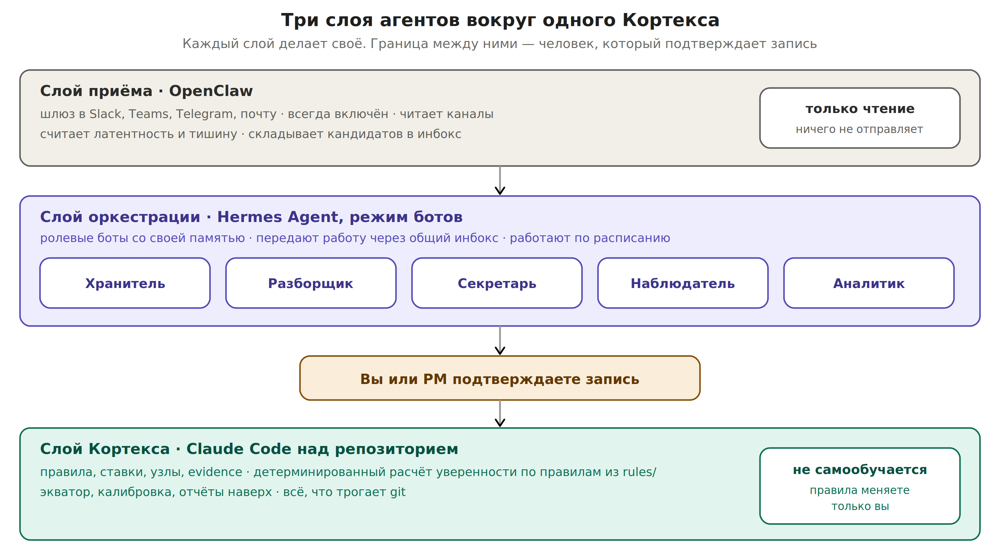 Три слоя агентов вокруг одного Кортекса
Каждый слой делает своё. Граница между ними — человек, который подтверждает запись
Слой приёма · OpenClaw
шлюз в Slack, Teams, Telegram, почту · всегда включён · читает каналы
считает латентность и тишину · складывает кандидатов в инбокс
только чтение
ничего не отправляет
Слой оркестрации · Hermes Agent, режим ботов
ролевые боты со своей памятью · передают работу через общий инбокс · работают по расписанию
Хранитель
Разборщик
Секретарь
Наблюдатель
Аналитик
Вы или PM подтверждаете запись
Слой Кортекса · Claude Code над репозиторием
правила, ставки, узлы, evidence · детерминированный расчёт уверенности по правилам из rules/
экватор, калибровка, отчёты наверх · всё, что трогает git
не самообучается
правила меняете
только вы